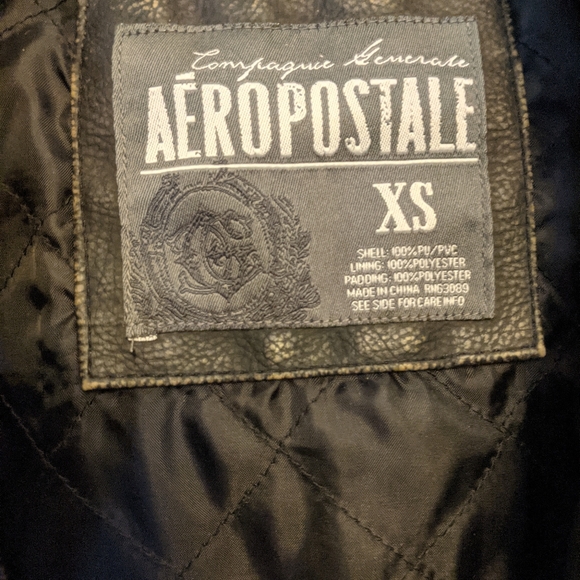 Compagnie Generale
AÉROPOSTALE
XS
SHELL: 100% PU/PVC
LINING: 100% POLYESTER
PADDING: 100% POLYESTER
MADE IN CHINA RN63089
SEE SIDE FOR CARE INFO